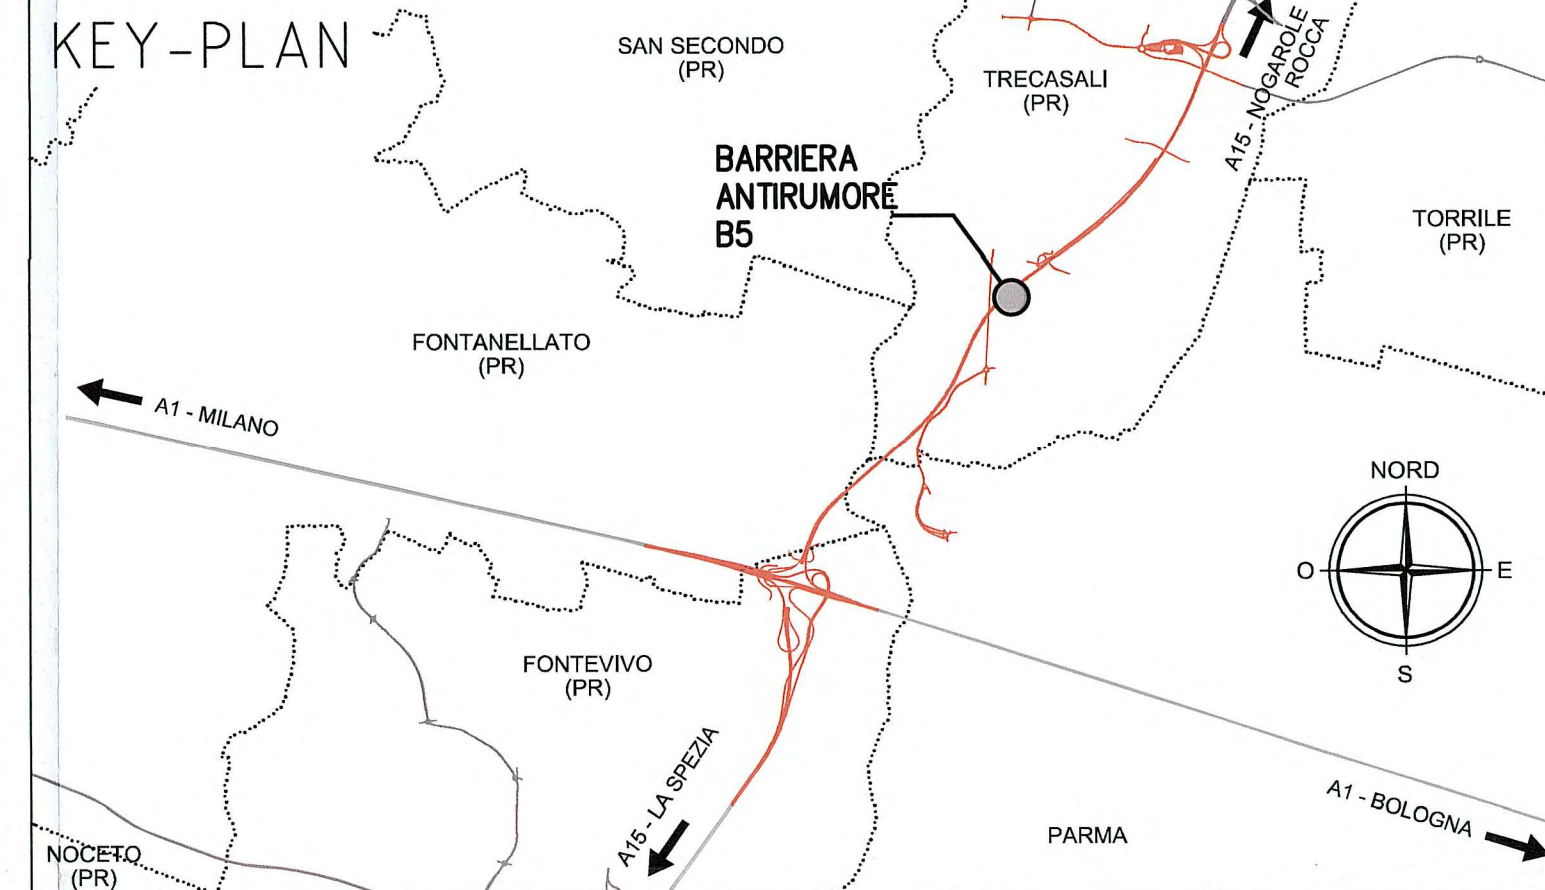 KEY-PLAN
SAN SECONDO
(PR)
TRECASALI
(PR)
A15 - NOGAROLE
ROCCA
BARRIERA
ANTIRUMORE
B5
TORRILE
(PR)
FONTANELLATO
(PR)
A1 - MILANO
NORD
O
E
S
FONTEVIVO
(PR)
A15 - LA SPEZIA
A1 - BOLOGNA
PARMA
NOCETO
(PR)